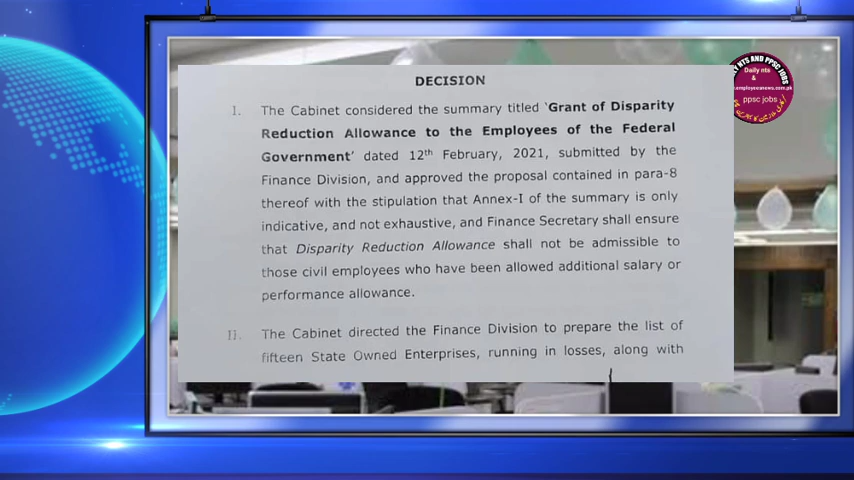 DECISION
I. The Cabinet considered the summary titled 'Grant of Disparity
Reduction Allowance to the Employees of the Federal
Government' dated 12th February, 2021, submitted by the
Finance Division, and approved the proposal contained in para-8
thereof with the stipulation that Annex-I of the summary is only
indicative, and not exhaustive, and Finance Secretary shall ensure
that Disparity Reduction Allowance shall not be admissible to
those civil employees who have been allowed additional salary or
performance allowance.
II. The Cabinet directed the Finance Division to prepare the list of
fifteen State Owned Enterprises, running in losses, along with
NTS AND PPSC JOBS
Daily nts
&
ppsc jobs